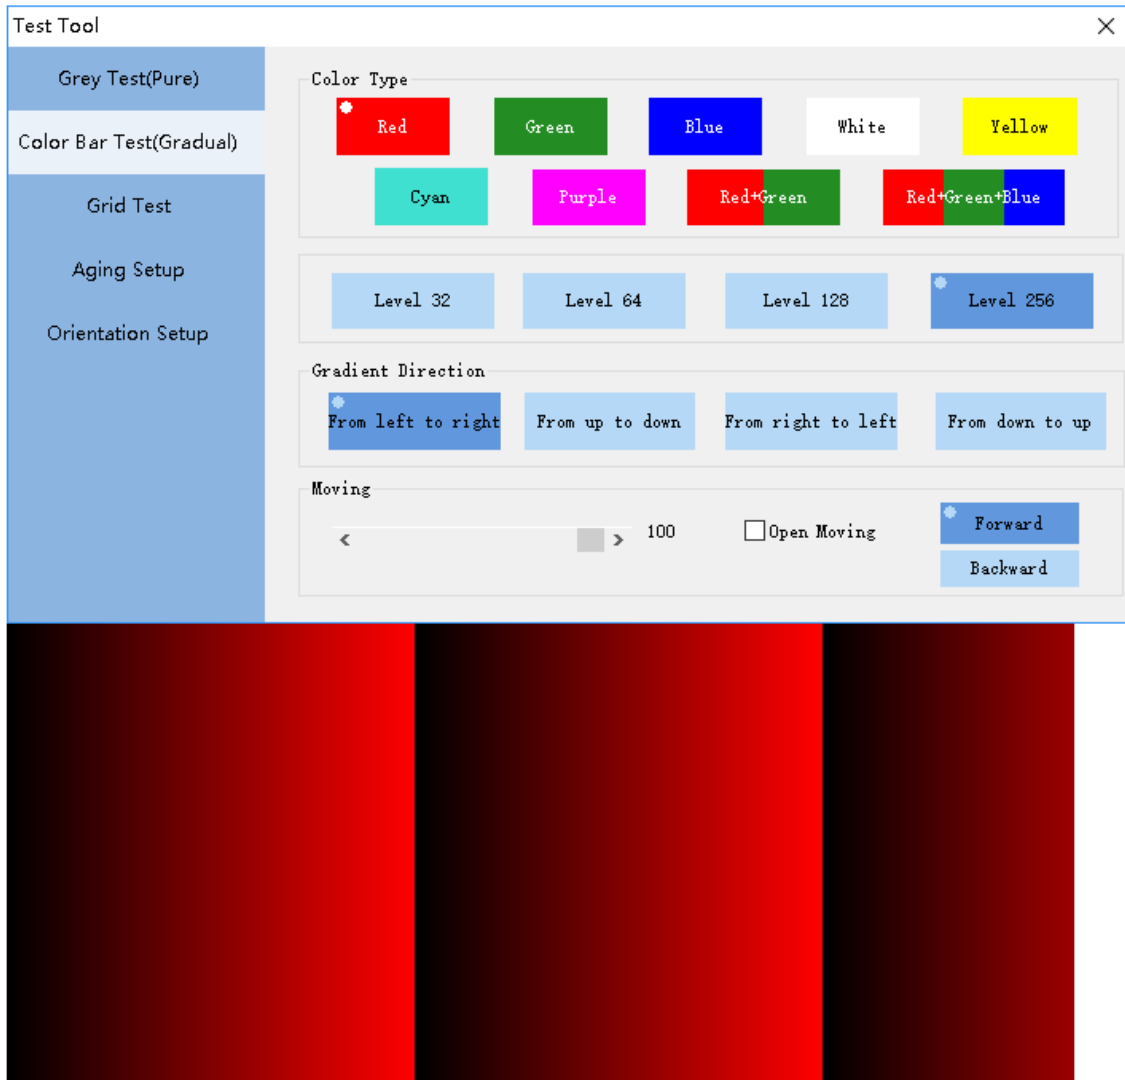 Test Tool
Grey Test(Pure)
Color Bar Test(Gradual)
Grid Test
Aging Setup
Orientation Setup
Color Type
Red Green Blue White Yellow
Cyan Purple Red+Green Red+Green+Blue
Level 32 Level 64 Level 128 Level 256
Gradient Direction
From left to right From up to down From right to left From down to up
Moving
100 Open Moving Forward
Backward